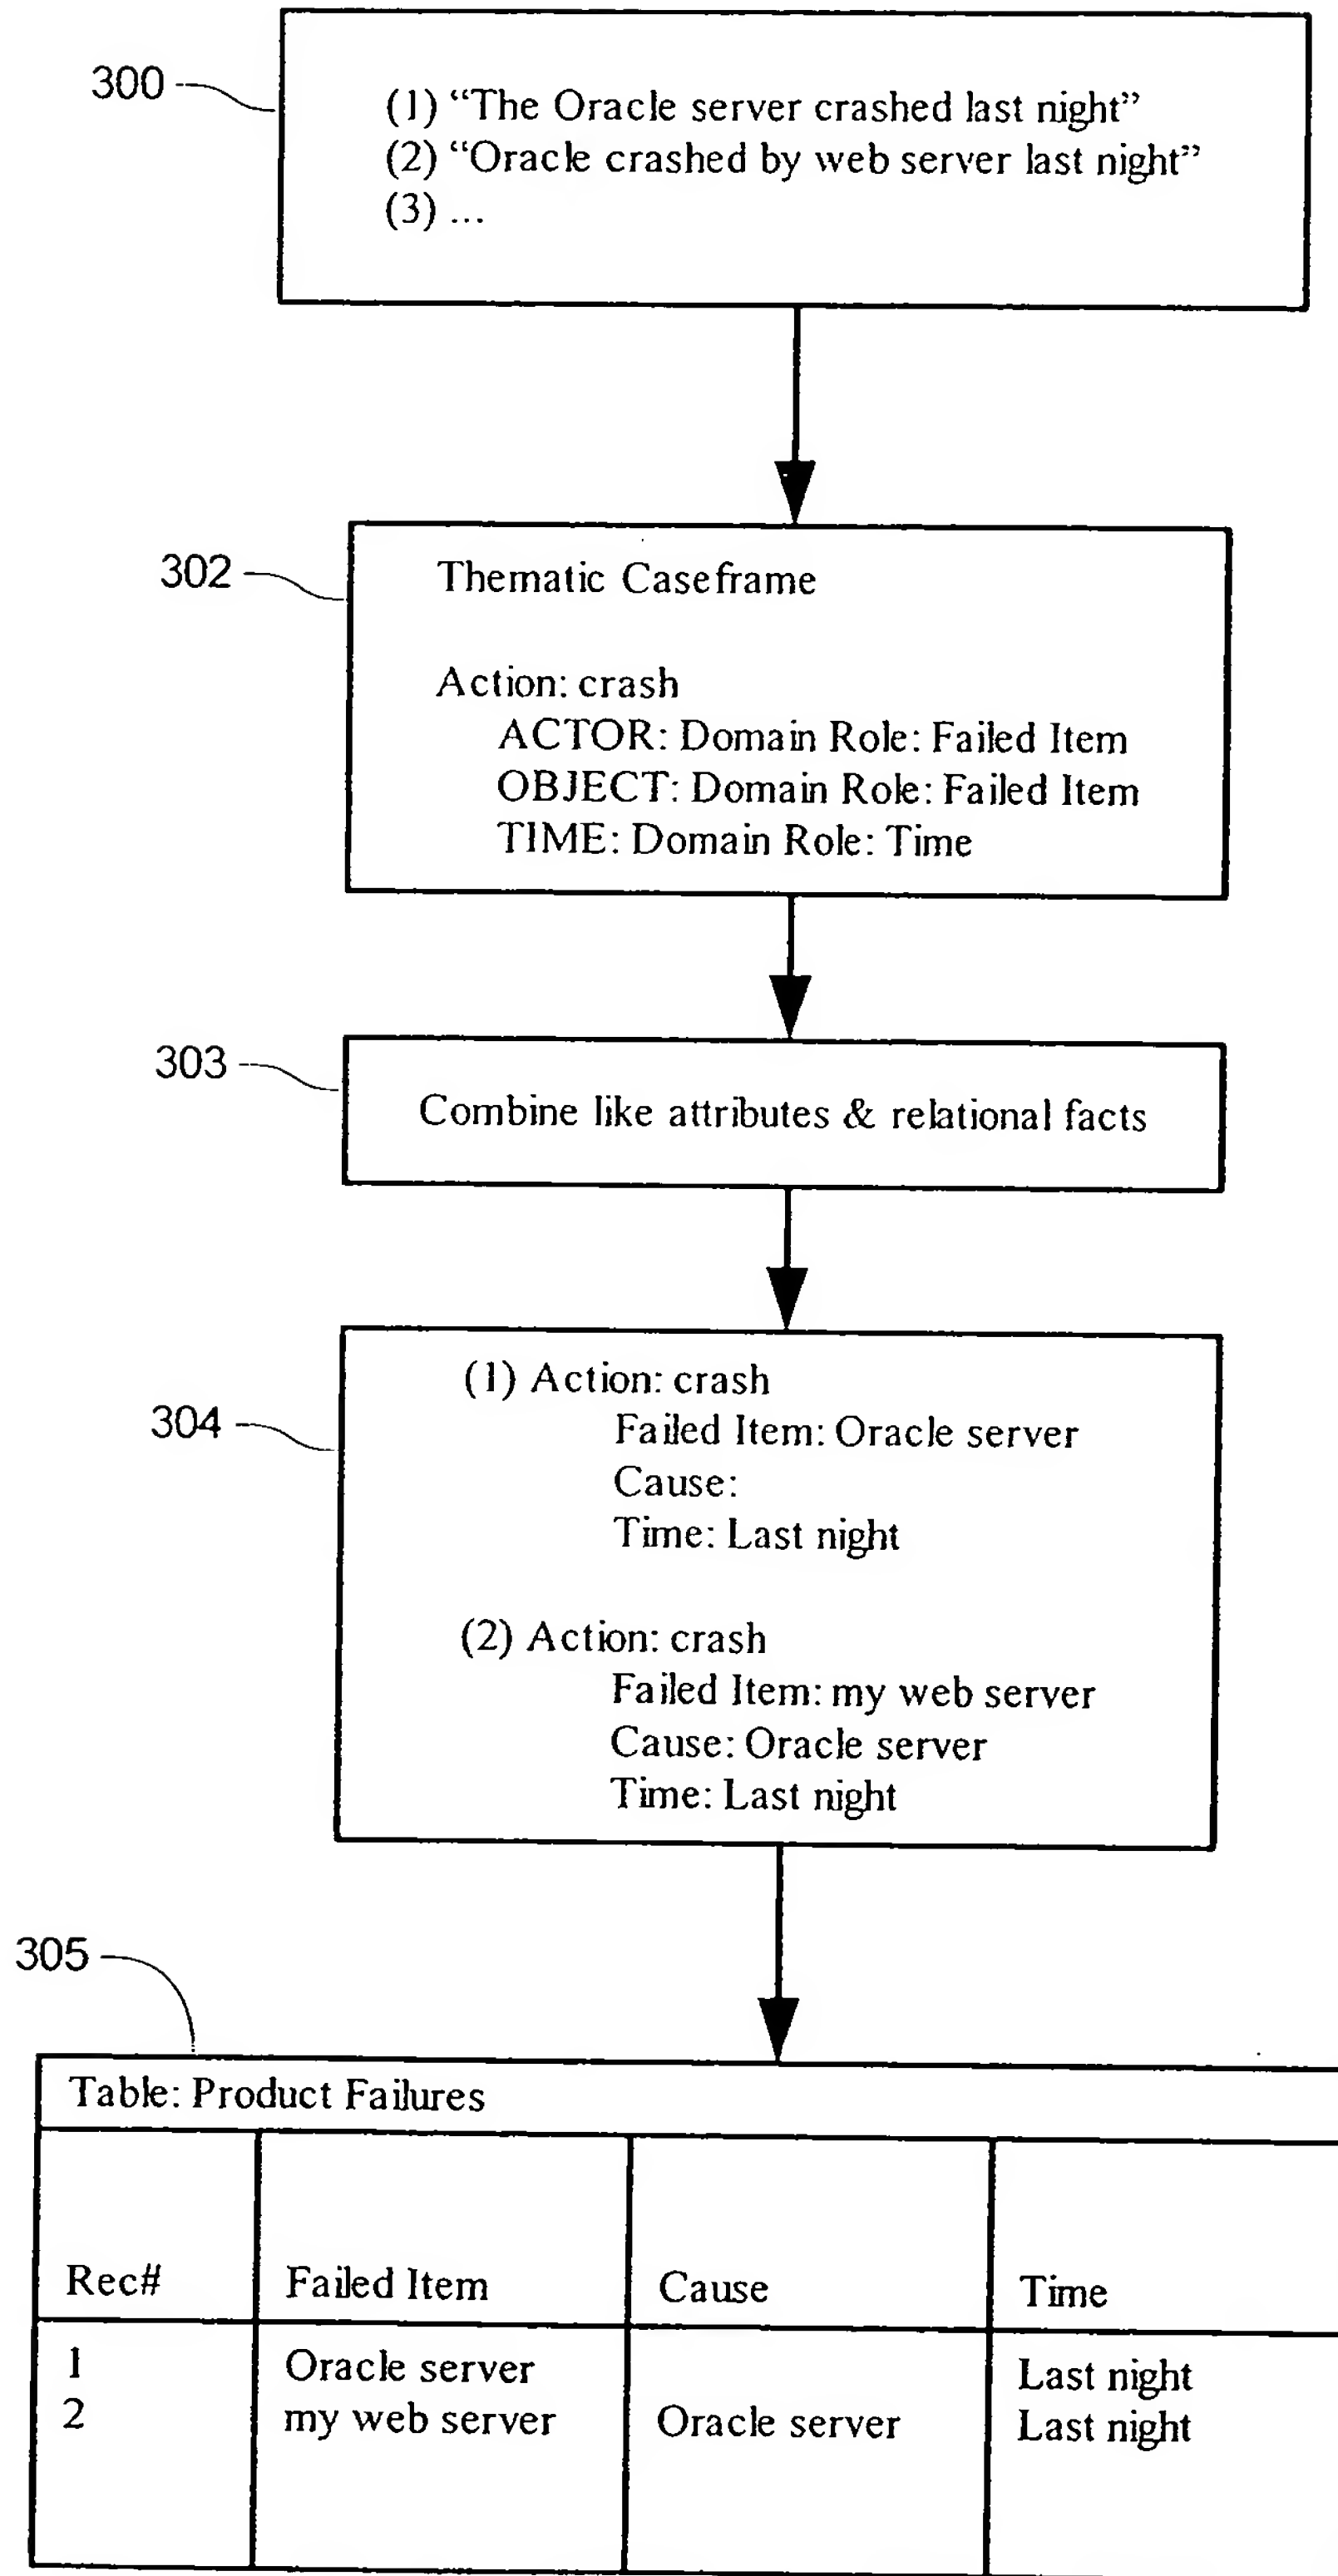 300
(1) “The Oracle server crashed last night”
(2) “Oracle crashed by web server last night”
(3) ...
302
Thematic Caseframe
Action: crash
ACTOR: Domain Role: Failed Item
OBJECT: Domain Role: Failed Item
TIME: Domain Role: Time
303
Combine like attributes & relational facts
304
(1) Action: crash
Failed Item: Oracle server
Cause:
Time: Last night
(2) Action: crash
Failed Item: my web server
Cause: Oracle server
Time: Last night
305
Table: Product Failures
Rec# Failed Item Cause Time
1 Oracle server Last night
2 my web server Oracle server Last night